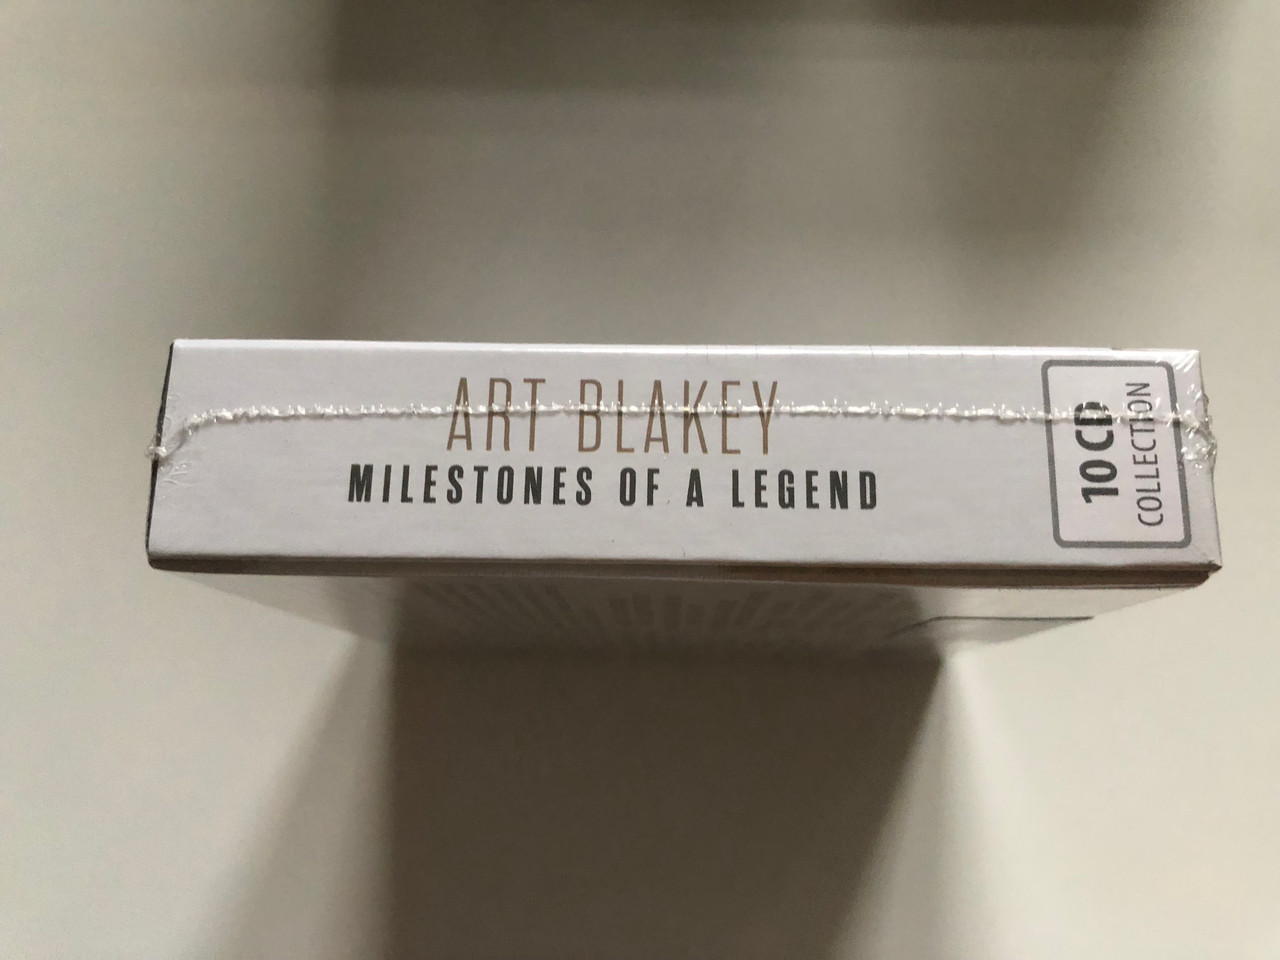 ART BLAKEY
MILESTONES OF A LEGEND
10 CD
COLLECTION